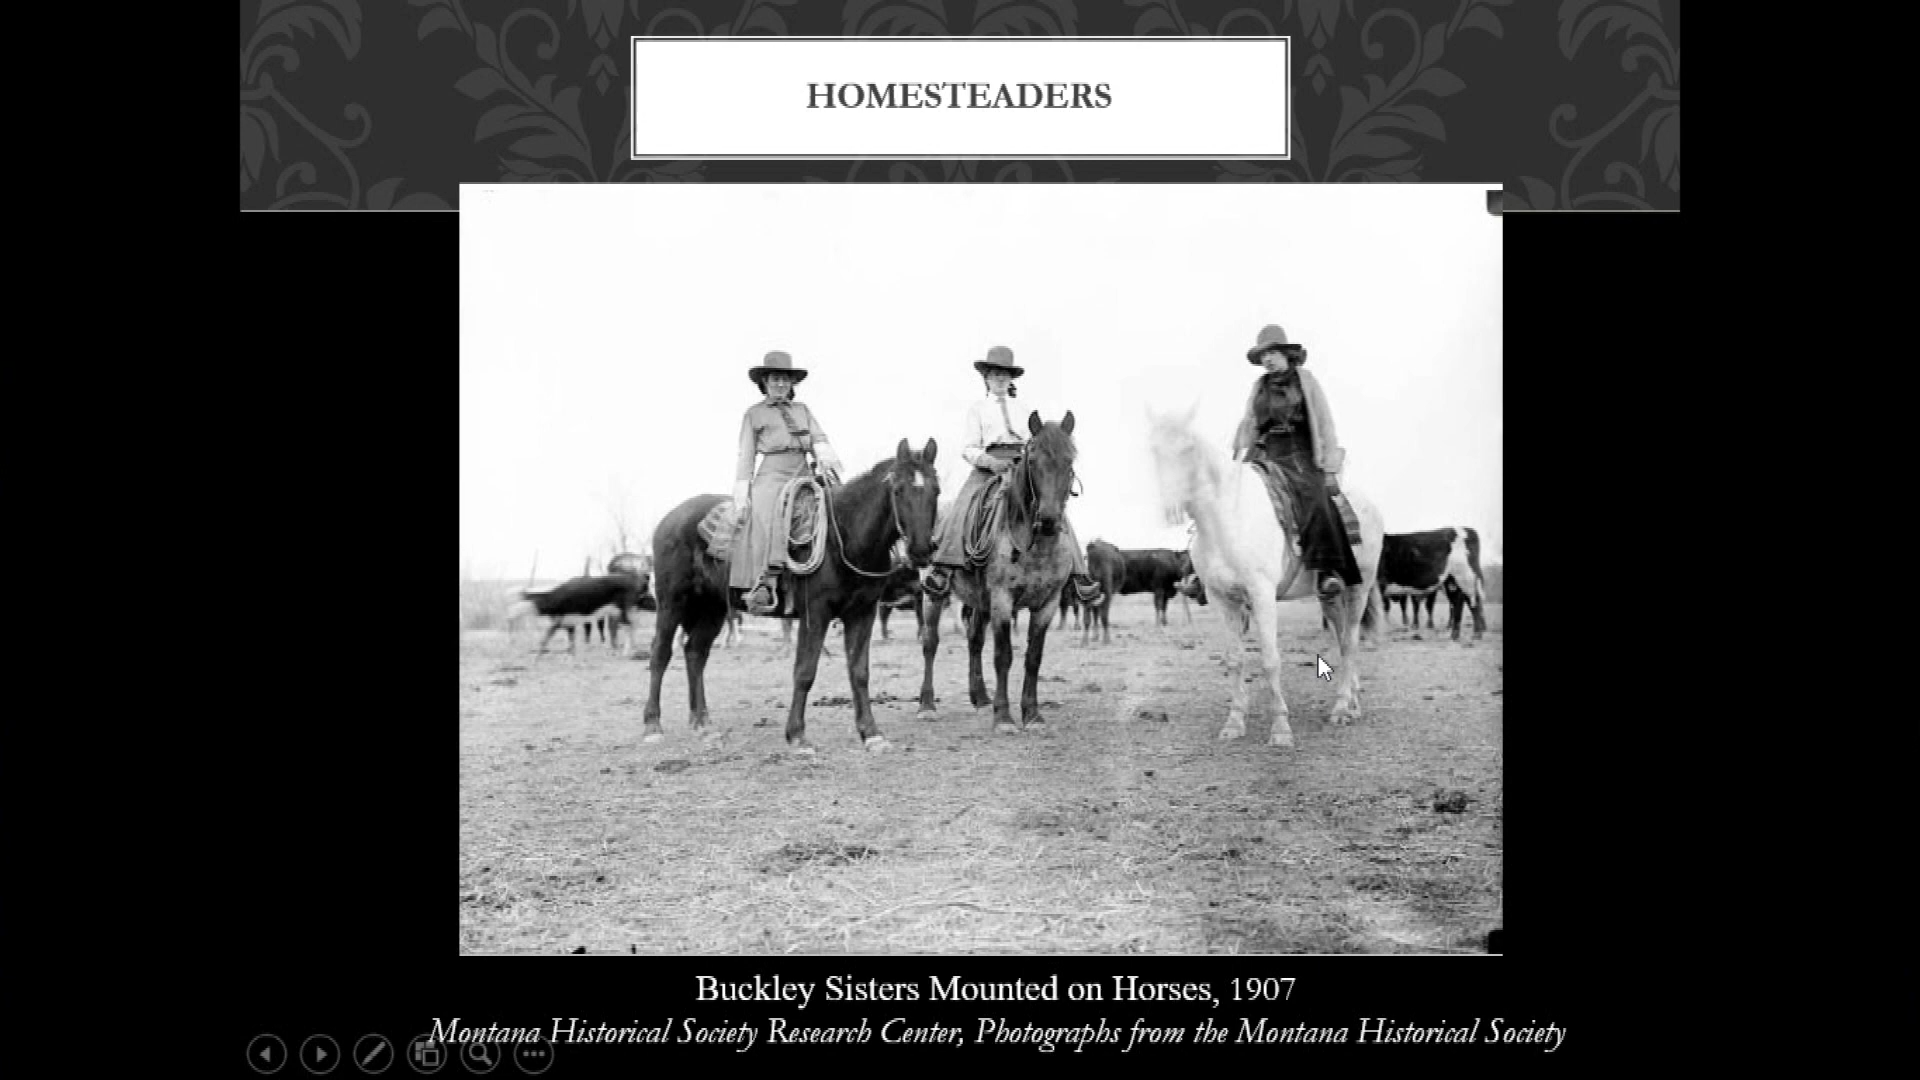 HOMESTEADERS
Buckley Sisters Mounted on Horses, 1907
Montana Historical Society Research Center, Photographs from the Montana Historical Society